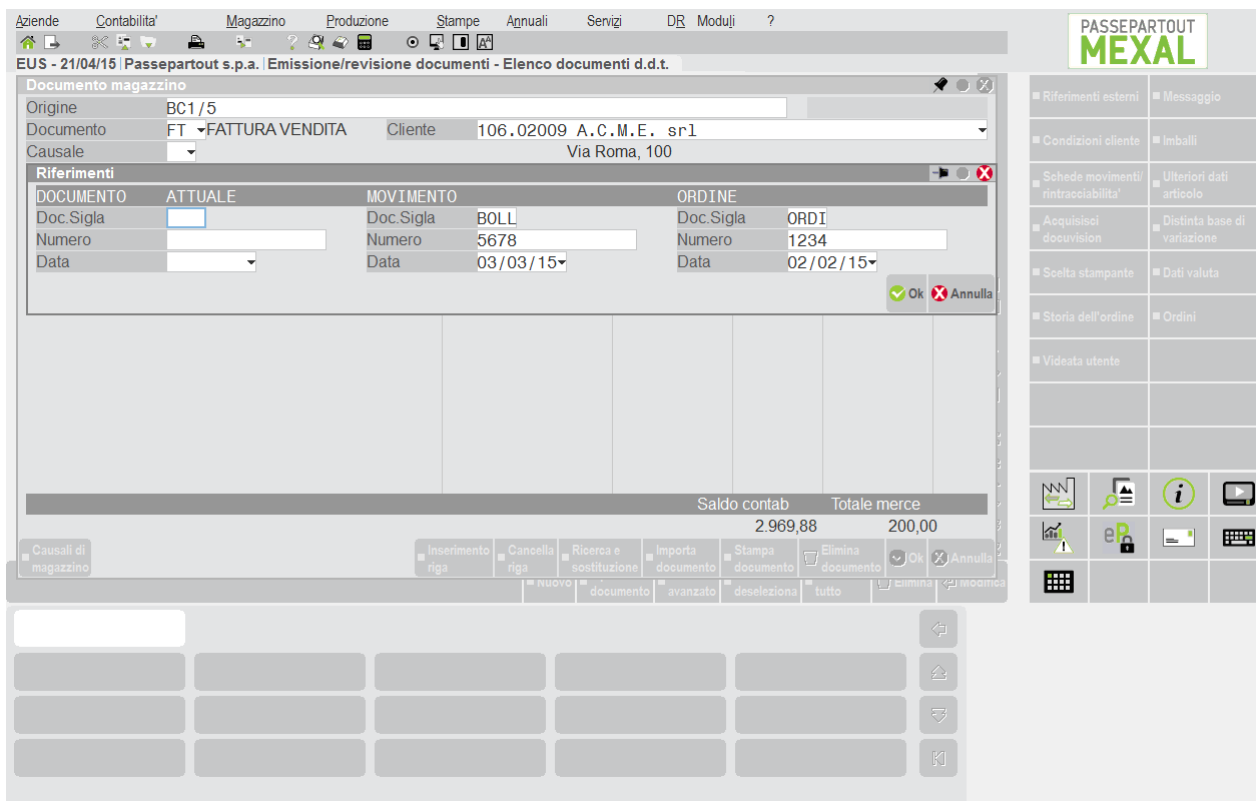 Aziende Contabilita' Magazzino Produzione Stampe Annuali Servizi DR Moduli ?
PASSEPARTOUT
MEXAL
EUS - 21/04/15 Passepartout s.p.a. Emissione/revisione documenti - Elenco documenti d.d.t.
Documento magazzino
Origine BC1/5
Documento FT FATTURA VENDITA Cliente 106.02009 A.C.M.E. srl
Causale Via Roma, 100
Riferimenti
DOCUMENTO ATTUALE MOVIMENTO ORDINE
Doc.Sigla Doc.Sigla BOLL Doc.Sigla ORDI
Numero Numero 5678 Numero 1234
Data Data 03/03/15 Data 02/02/15
Ok Annulla
Saldo contab Totale merce
2.969,88 200,00
Causali di magazzino
Inserimento riga
Cancella riga
Ricerca e sostituzione
Importa documento
Stampa documento
Elimina documento
Ok Annulla
Nuovo documento avanzato deseleziona tutto Elimina Modifica
Riferimenti esterni Messaggio
Condizioni cliente Imballi
Schede movimenti/ Ulteriori dati
rintracciabilita' articolo
Acquisisci Distinta base di
docuvision variazione
Scelta stampante Dati valuta
Storia dell'ordine Ordini
Videata utente